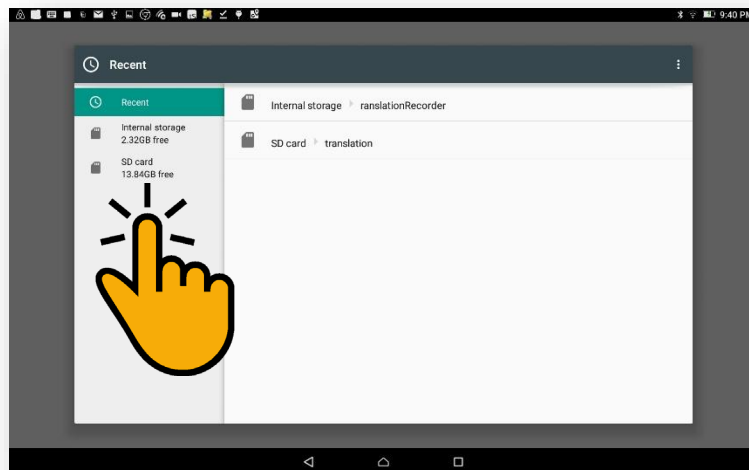 9:40 PM
Recent
Recent
Internal storage
2.32GB free
SD card
13.84GB free
Internal storage ranslationRecorder
SD card translation